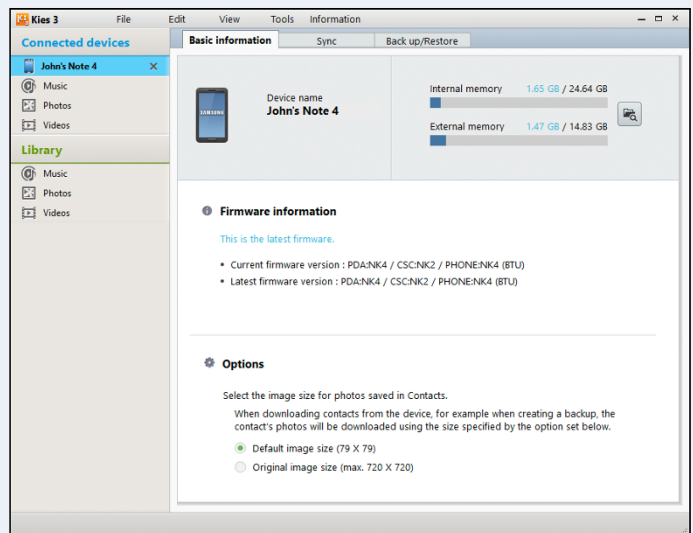 Kies 3 File Edit View Tools Information
Connected devices
John's Note 4
Music
Photos
Videos
Library
Music
Photos
Videos
Basic information Sync Back up/Restore
SAMSUNG
Device name
John's Note 4
Internal memory 1.65 GB / 24.64 GB
External memory 1.47 GB / 14.83 GB
Firmware information
This is the latest firmware.
• Current firmware version : PDA:NK4 / CSC:NK2 / PHONE:NK4 (BTU)
• Latest firmware version : PDA:NK4 / CSC:NK2 / PHONE:NK4 (BTU)
Options
Select the image size for photos saved in Contacts.
When downloading contacts from the device, for example when creating a backup, the
contact's photos will be downloaded using the size specified by the option set below.
Default image size (79 X 79)
Original image size (max. 720 X 720)